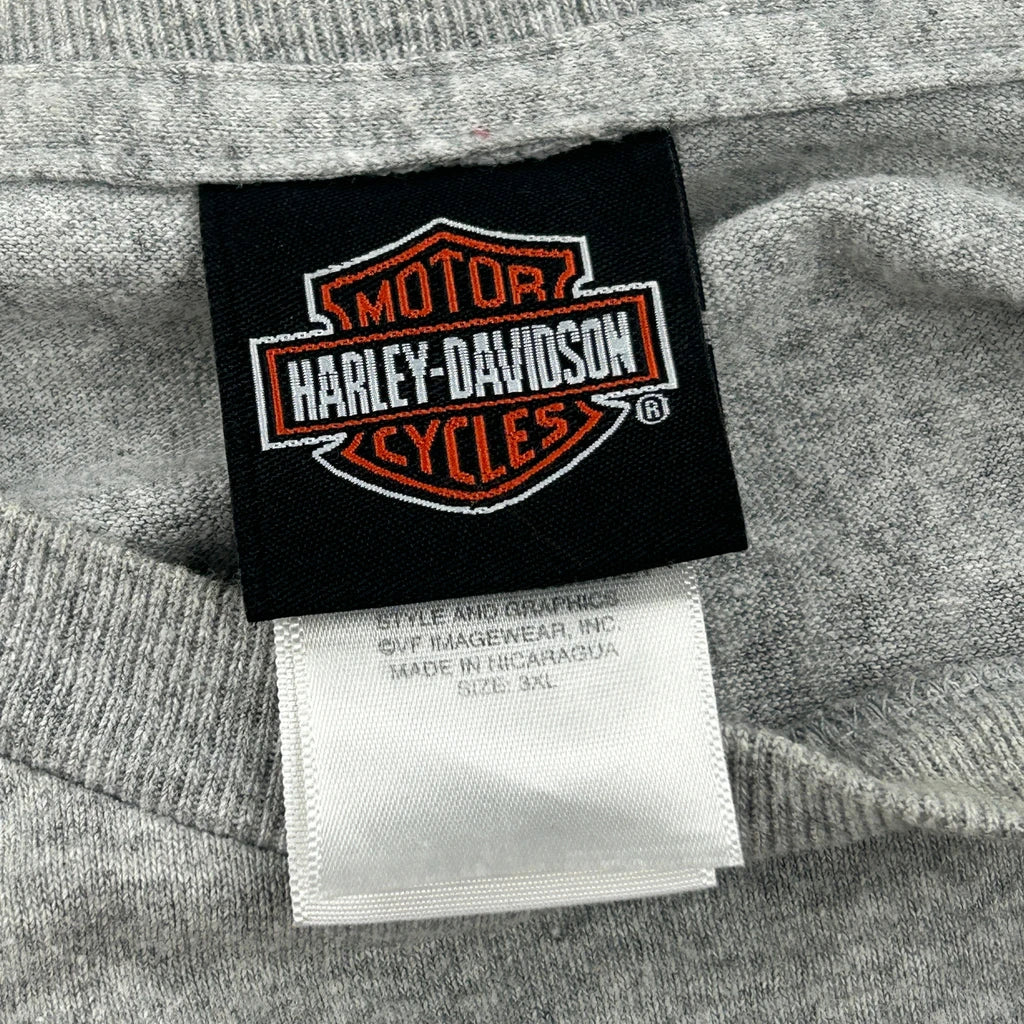 MOTOR
HARLEY-DAVIDSON
CYCLES
®
STYLE AND GRAPHICS
©VF IMAGEWEAR, INC.
MADE IN NICARAGUA
SIZE: 3XL